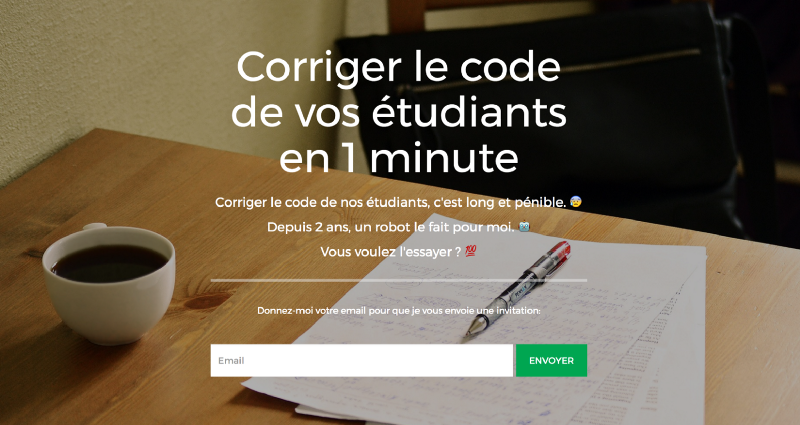 Corriger le code
de vos étudiants
en 1 minute
Corriger le code de nos étudiants, c'est long et pénible. 😰
Depuis 2 ans, un robot le fait pour moi. 🤖
Vous voulez l'essayer ? 💯
Donnez-moi votre email pour que je vous envoie une invitation:
Email
ENVOYER